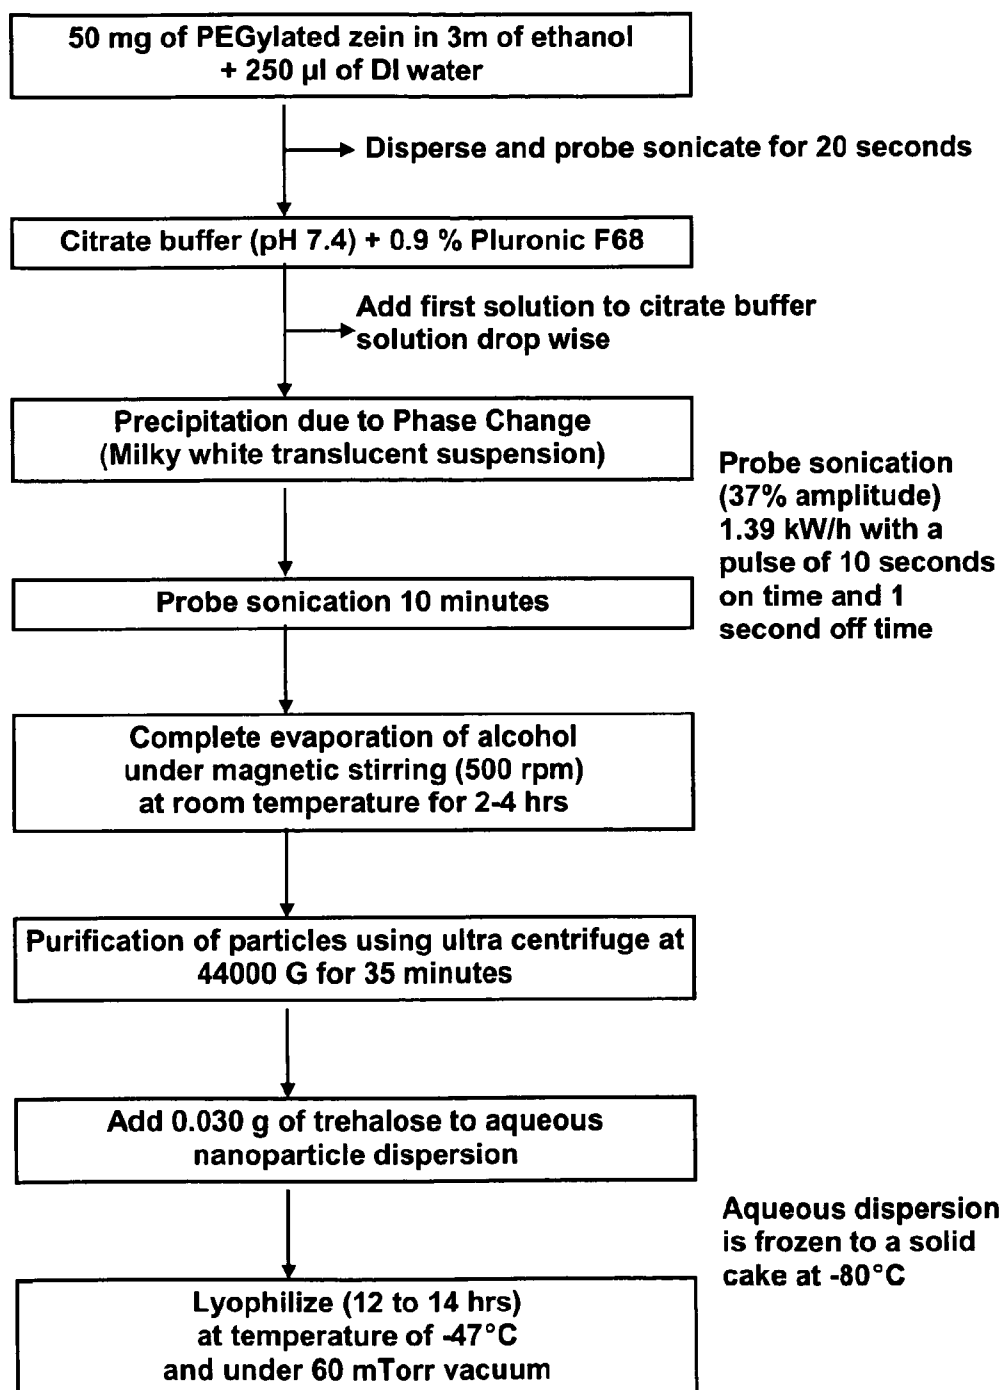 50 mg of PEGylated zein in 3m of ethanol
+ 250 µl of DI water
Disperse and probe sonicate for 20 seconds
Citrate buffer (pH 7.4) + 0.9 % Pluronic F68
Add first solution to citrate buffer
solution drop wise
Precipitation due to Phase Change
(Milky white translucent suspension)
Probe sonication
(37% amplitude)
1.39 kW/h with a
pulse of 10 seconds
on time and 1
second off time
Probe sonication 10 minutes
Complete evaporation of alcohol
under magnetic stirring (500 rpm)
at room temperature for 2-4 hrs
Purification of particles using ultra centrifuge at
44000 G for 35 minutes
Add 0.030 g of trehalose to aqueous
nanoparticle dispersion
Aqueous dispersion
is frozen to a solid
cake at -80°C
Lyophilize (12 to 14 hrs)
at temperature of -47°C
and under 60 mTorr vacuum